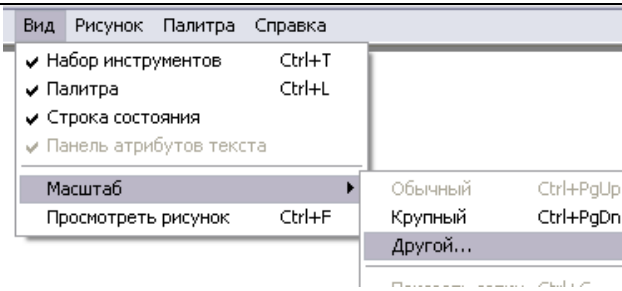 Вид Рисунок Палитра Справка
Набор инструментов Ctrl+T
Палитра Ctrl+L
Строка состояния
Панель атрибутов текста
Масштаб
Обычный Ctrl+PgUp
Просмотреть рисунок Ctrl+F
Крупный Ctrl+PgDn
Другой...